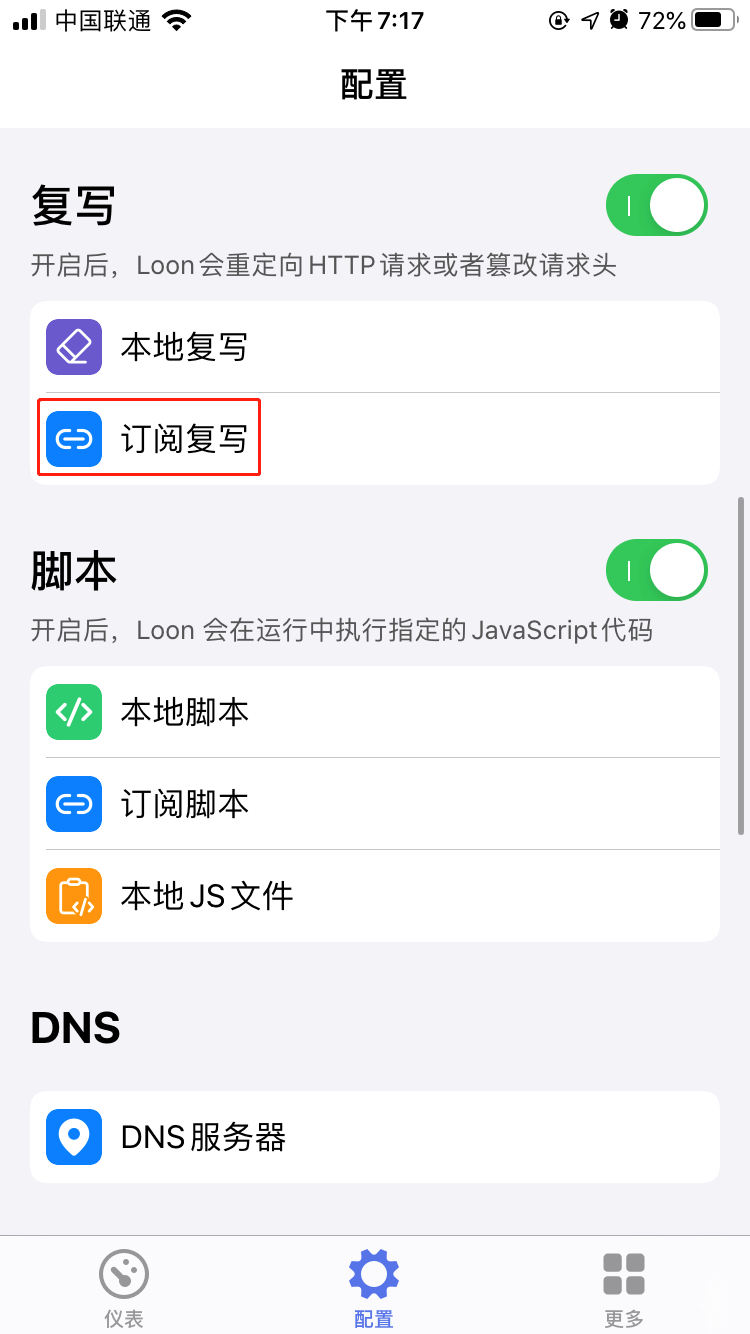 中国联通 下午7:17 72%
配置
复写
开启后，Loon会重定向HTTP请求或者篡改请求头
本地复写
订阅复写
脚本
开启后，Loon 会在运行中执行指定的JavaScript代码
本地脚本
订阅脚本
本地JS文件
DNS
DNS服务器
仪表 配置 更多